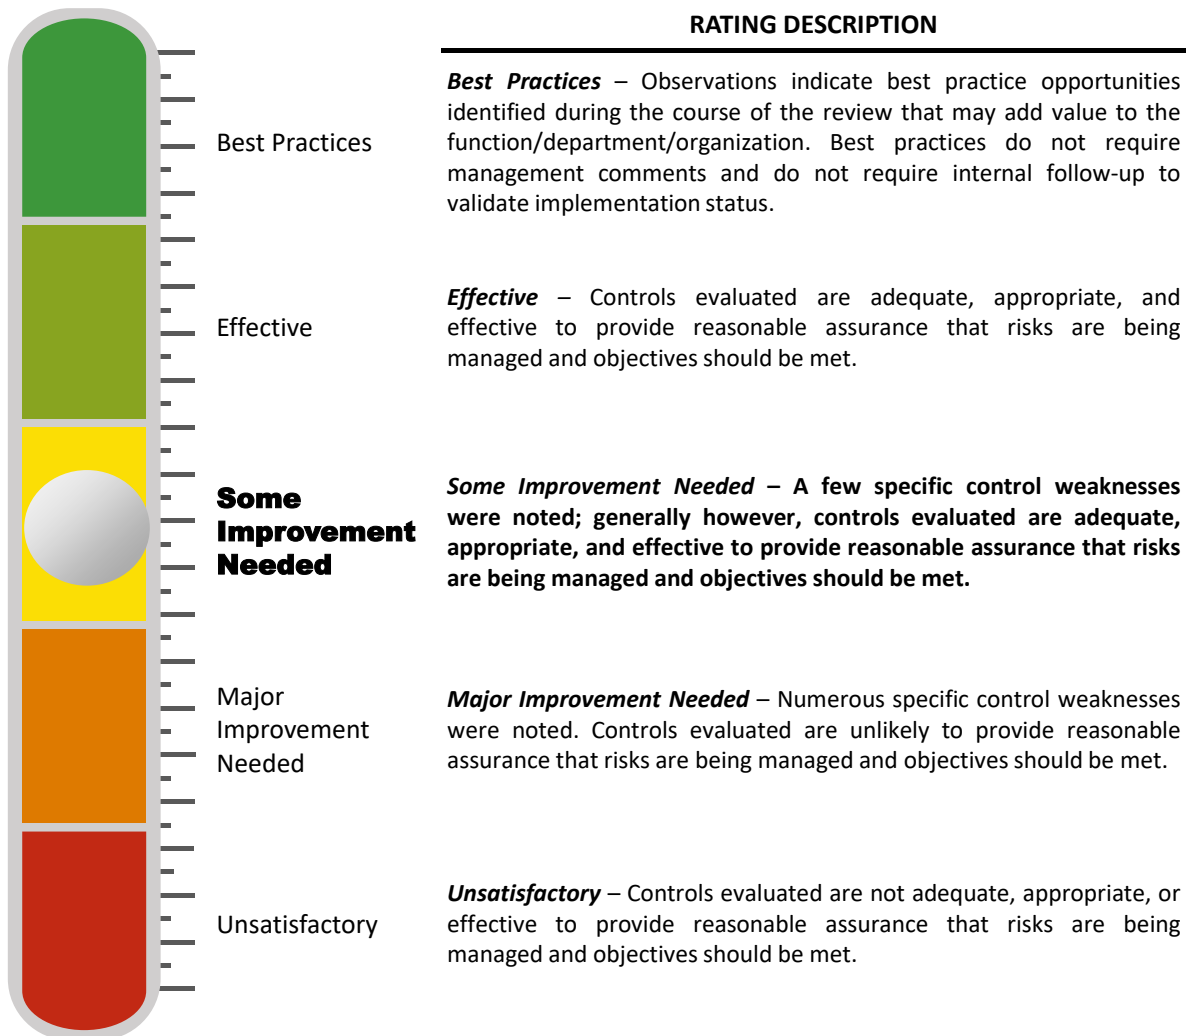 RATING DESCRIPTION
Best Practices
Best Practices – Observations indicate best practice opportunities
identified during the course of the review that may add value to the
function/department/organization. Best practices do not require
management comments and do not require internal follow-up to
validate implementation status.
Effective
Effective – Controls evaluated are adequate, appropriate, and
effective to provide reasonable assurance that risks are being
managed and objectives should be met.
Some
Improvement
Needed
Some Improvement Needed – A few specific control weaknesses
were noted; generally however, controls evaluated are adequate,
appropriate, and effective to provide reasonable assurance that risks
are being managed and objectives should be met.
Major
Improvement
Needed
Major Improvement Needed – Numerous specific control weaknesses
were noted. Controls evaluated are unlikely to provide reasonable
assurance that risks are being managed and objectives should be met.
Unsatisfactory
Unsatisfactory – Controls evaluated are not adequate, appropriate, or
effective to provide reasonable assurance that risks are being
managed and objectives should be met.